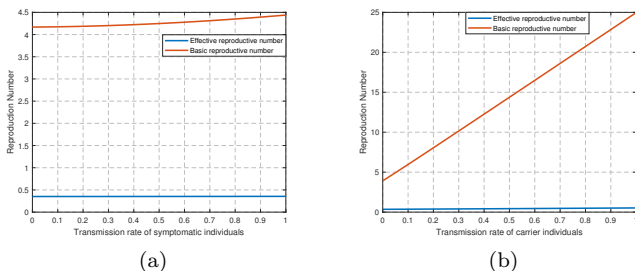 4.5
4
3.5
3
2.5
2
1.5
1
0.5
0
Reproduction Number
Effective reproductive number
Basic reproductive number
0 0.1 0.2 0.3 0.4 0.5 0.6 0.7 0.8 0.9 1
Transmission rate of symptomatic individuals
(a)
25
20
15
10
5
0
Reproduction Number
Effective reproductive number
Basic reproductive number
0 0.1 0.2 0.3 0.4 0.5 0.6 0.7 0.8 0.9 1
Transmission rate of carrier individuals
(b)